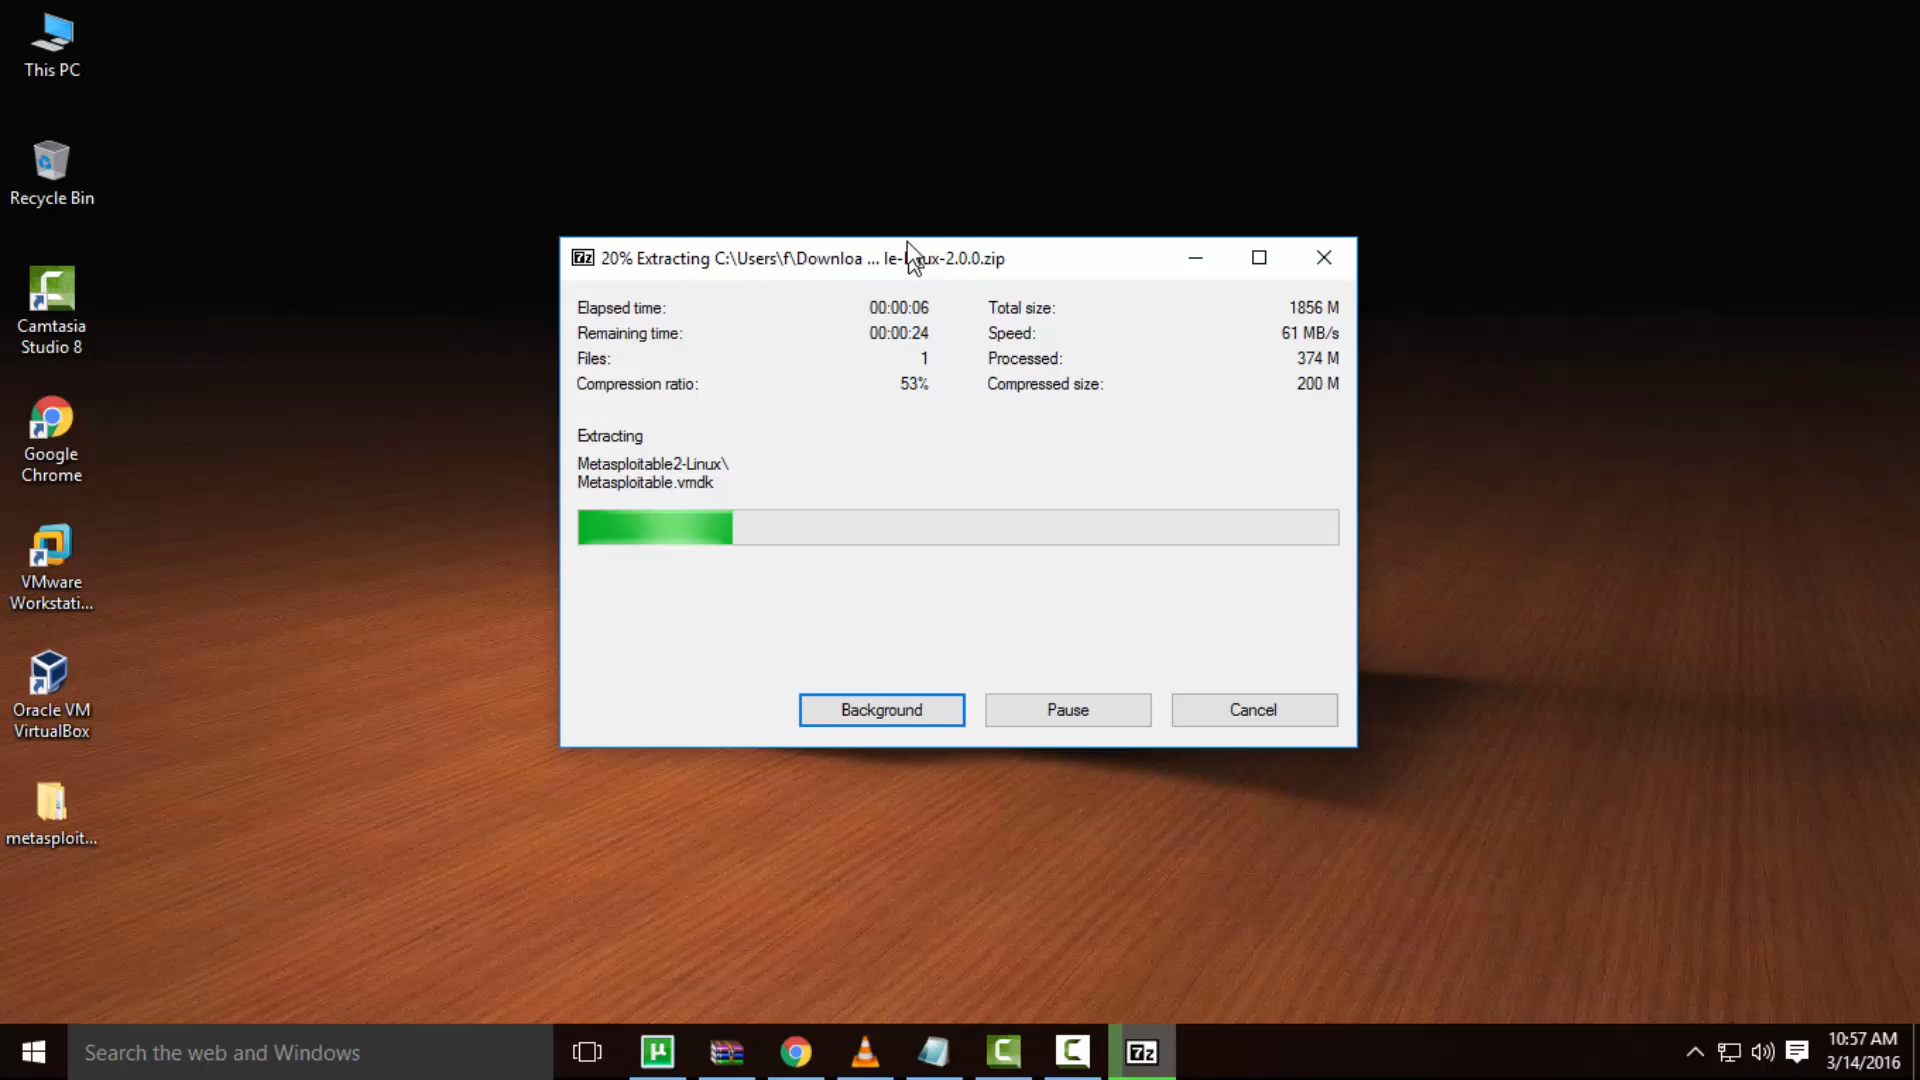 This PC
Recycle Bin
Camtasia
Studio 8
Google
Chrome
VMware
Workstati...
Oracle VM
VirtualBox
metasploit...
7z 20% Extracting C:\Users\f\Downloa ... le-linux-2.0.0.zip
Elapsed time: 00:00:06 Total size: 1856 M
Remaining time: 00:00:24 Speed: 61 MB/s
Files: 1 Processed: 374 M
Compression ratio: 53% Compressed size: 200 M
Extracting
Metasploitable2-Linux\
Metasploitable.vmdk
Background Pause Cancel
Search the web and Windows
µ
7z
10:57 AM
3/14/2016